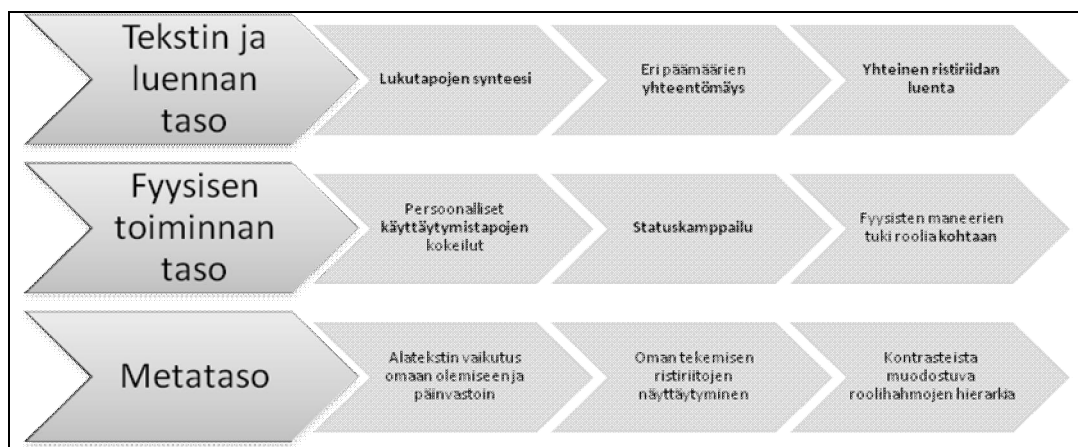 Tekstin ja
luennan
taso
Lukutapojen synteesi
Eri päämäärien
yhteentömäys
Yhteinen ristiriidan
luenta
Fyysisen
toiminnan
taso
Persoonalliset
käyttäytymistapojen
kokeilut
Statuskamppailu
Fyysisten maneerien
tuki roolia kohtaan
Metataso
Alatekstin vaikutus
omaan olemiseen ja
päinvastoin
Oman tekemisen
ristiriitojen
näyttäytyminen
Kontrasteista
muodostuva
roolihahmojen hierarkia